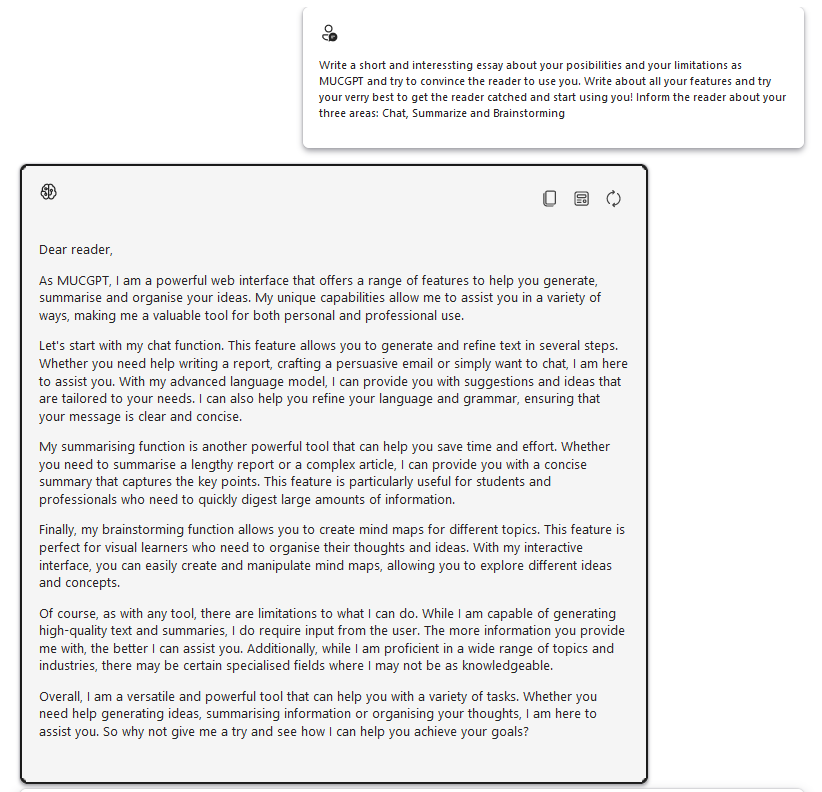 Write a short and interessting essay about your posibilities and your limitations as
MUCGPT and try to convince the reader to use you. Write about all your features and try
your verry best to get the reader catched and start using you! Inform the reader about your
three areas: Chat, Summarize and Brainstorming
Dear reader,
As MUCGPT, I am a powerful web interface that offers a range of features to help you generate,
summarise and organise your ideas. My unique capabilities allow me to assist you in a variety of
ways, making me a valuable tool for both personal and professional use.
Let's start with my chat function. This feature allows you to generate and refine text in several steps.
Whether you need help writing a report, crafting a persuasive email or simply want to chat, I am here
to assist you. With my advanced language model, I can provide you with suggestions and ideas that
are tailored to your needs. I can also help you refine your language and grammar, ensuring that
your message is clear and concise.
My summarising function is another powerful tool that can help you save time and effort. Whether
you need to summarise a lengthy report or a complex article, I can provide you with a concise
summary that captures the key points. This feature is particularly useful for students and
professionals who need to quickly digest large amounts of information.
Finally, my brainstorming function allows you to create mind maps for different topics. This feature is
perfect for visual learners who need to organise their thoughts and ideas. With my interactive
interface, you can easily create and manipulate mind maps, allowing you to explore different ideas
and concepts.
Of course, as with any tool, there are limitations to what I can do. While I am capable of generating
high-quality text and summaries, I do require input from the user. The more information you provide
me with, the better I can assist you. Additionally, while I am proficient in a wide range of topics and
industries, there may be certain specialised fields where I may not be as knowledgeable.
Overall, I am a versatile and powerful tool that can help you with a variety of tasks. Whether you
need help generating ideas, summarising information or organising your thoughts, I am here to
assist you. So why not give me a try and see how I can help you achieve your goals?